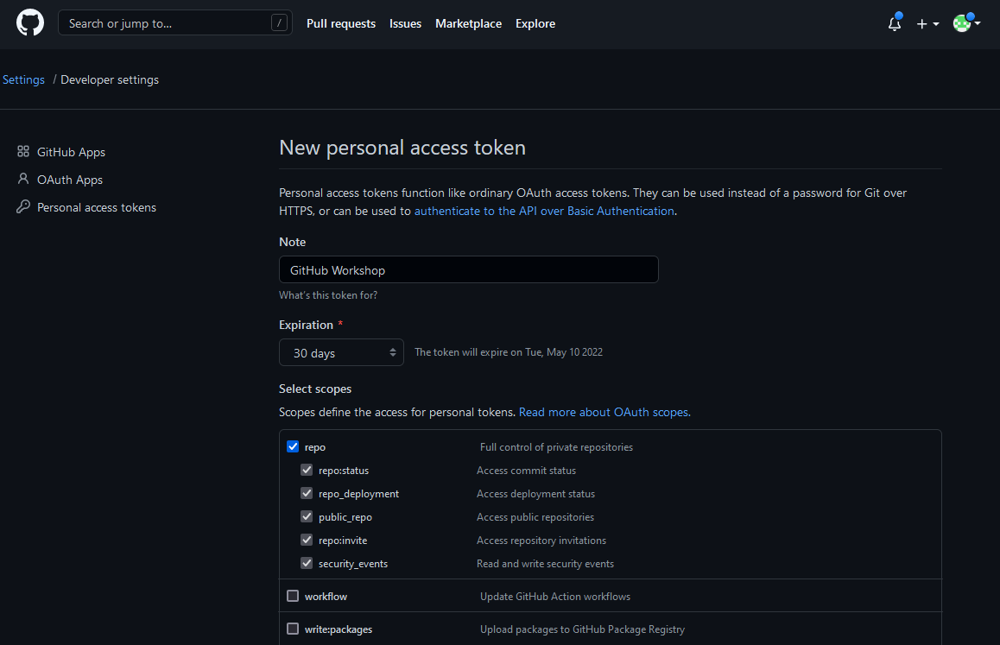 Search or jump to... /
Pull requests Issues Marketplace Explore
Settings / Developer settings
GitHub Apps
OAuth Apps
Personal access tokens
New personal access token
Personal access tokens function like ordinary OAuth access tokens. They can be used instead of a password for Git over
HTTPS, or can be used to authenticate to the API over Basic Authentication.
Note
GitHub Workshop
What's this token for?
Expiration *
30 days The token will expire on Tue, May 10 2022
Select scopes
Scopes define the access for personal tokens. Read more about OAuth scopes.
repo Full control of private repositories
repo:status Access commit status
repo_deployment Access deployment status
public_repo Access public repositories
repo:invite Access repository invitations
security_events Read and write security events
workflow Update GitHub Action workflows
write:packages Upload packages to GitHub Package Registry